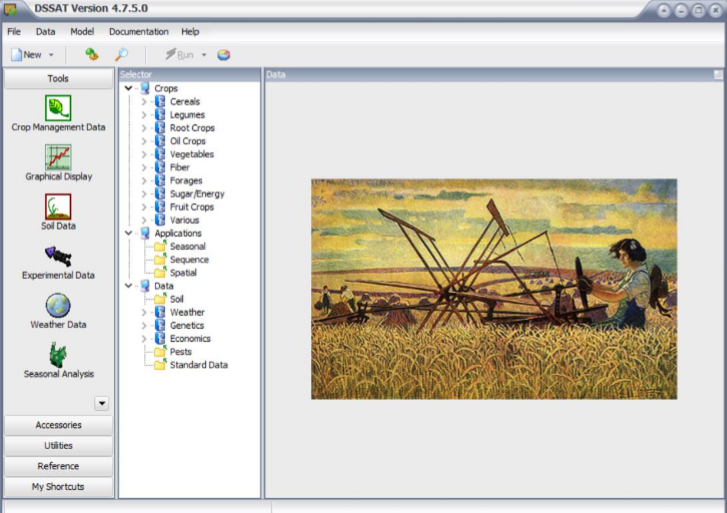 DSSAT Version 4.7.5.0
File Data Model Documentation Help
New Run
Tools
Crop Management Data
Graphical Display
Soil Data
Experimental Data
Weather Data
Seasonal Analysis
Accessories
Utilities
Reference
My Shortcuts
Selector
Crops
Cereals
Legumes
Root Crops
Oil Crops
Vegetables
Fiber
Forages
Sugar/Energy
Fruit Crops
Various
Applications
Seasonal
Sequence
Spatial
Data
Soil
Weather
Genetics
Economics
Pests
Standard Data
Data